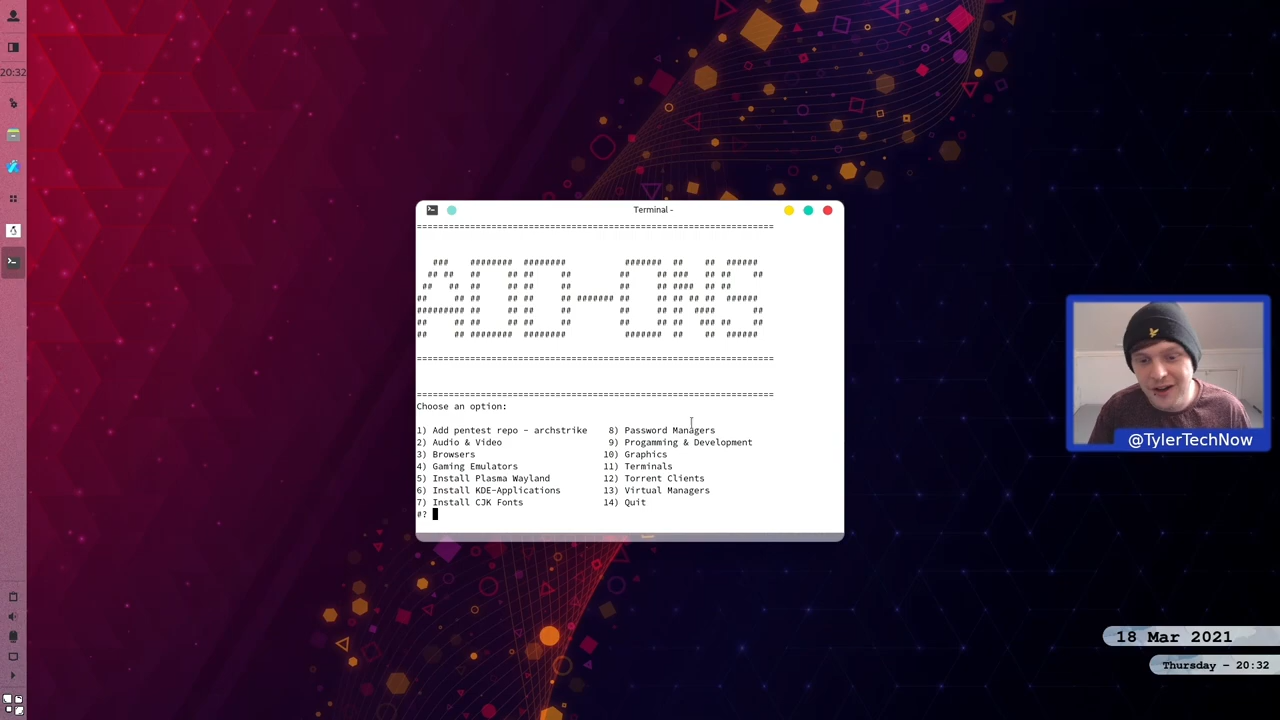 20:32
Terminal -
===================================================================
ADD-ONS
===================================================================
===================================================================
Choose an option:
1) Add pentest repo - archstrike    8) Password Managers
2) Audio & Video    9) Progamming & Development
3) Browsers    10) Graphics
4) Gaming Emulators    11) Terminals
5) Install Plasma Wayland    12) Torrent Clients
6) Install KDE-Applications    13) Virtual Managers
7) Install CJK Fonts    14) Quit
#?
@TylerTechNow
18 Mar 2021
Thursday - 20:32